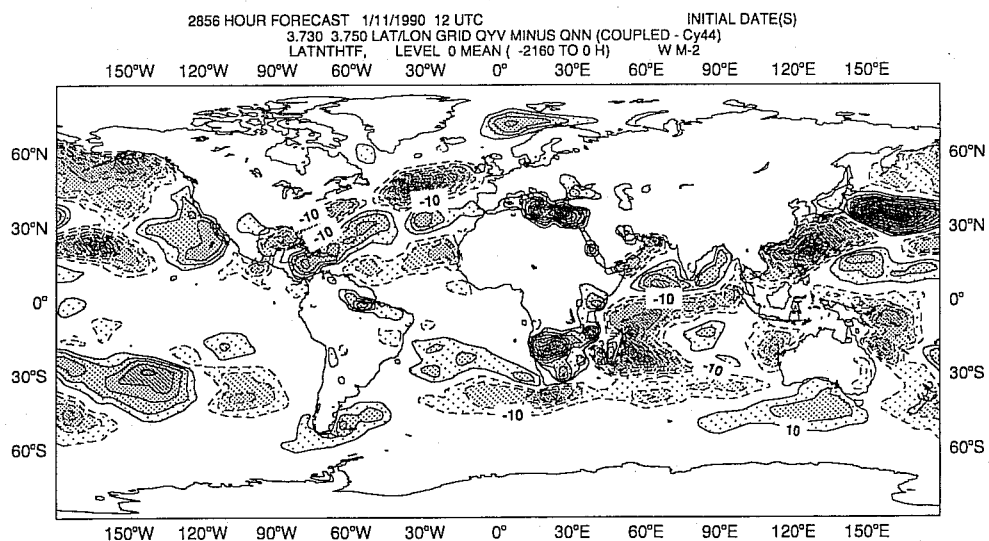 2856 HOUR FORECAST 1/11/1990 12 UTC INITIAL DATE(S)
3.730 3.750 LAT/LON GRID QYV MINUS QNN (COUPLED - Cy44)
LATNTHTF, LEVEL 0 MEAN ( -2160 TO 0 H) W M-2
150°W 120°W 90°W 60°W 30°W 0° 30°E 60°E 90°E 120°E 150°E
60°N 60°N
-10
-10
-10
30°N 30°N
-10
0° 0°
-10
30°S 30°S
-10
10
60°S 60°S
150°W 120°W 90°W 60°W 30°W 0° 30°E 60°E 90°E 120°E 150°E